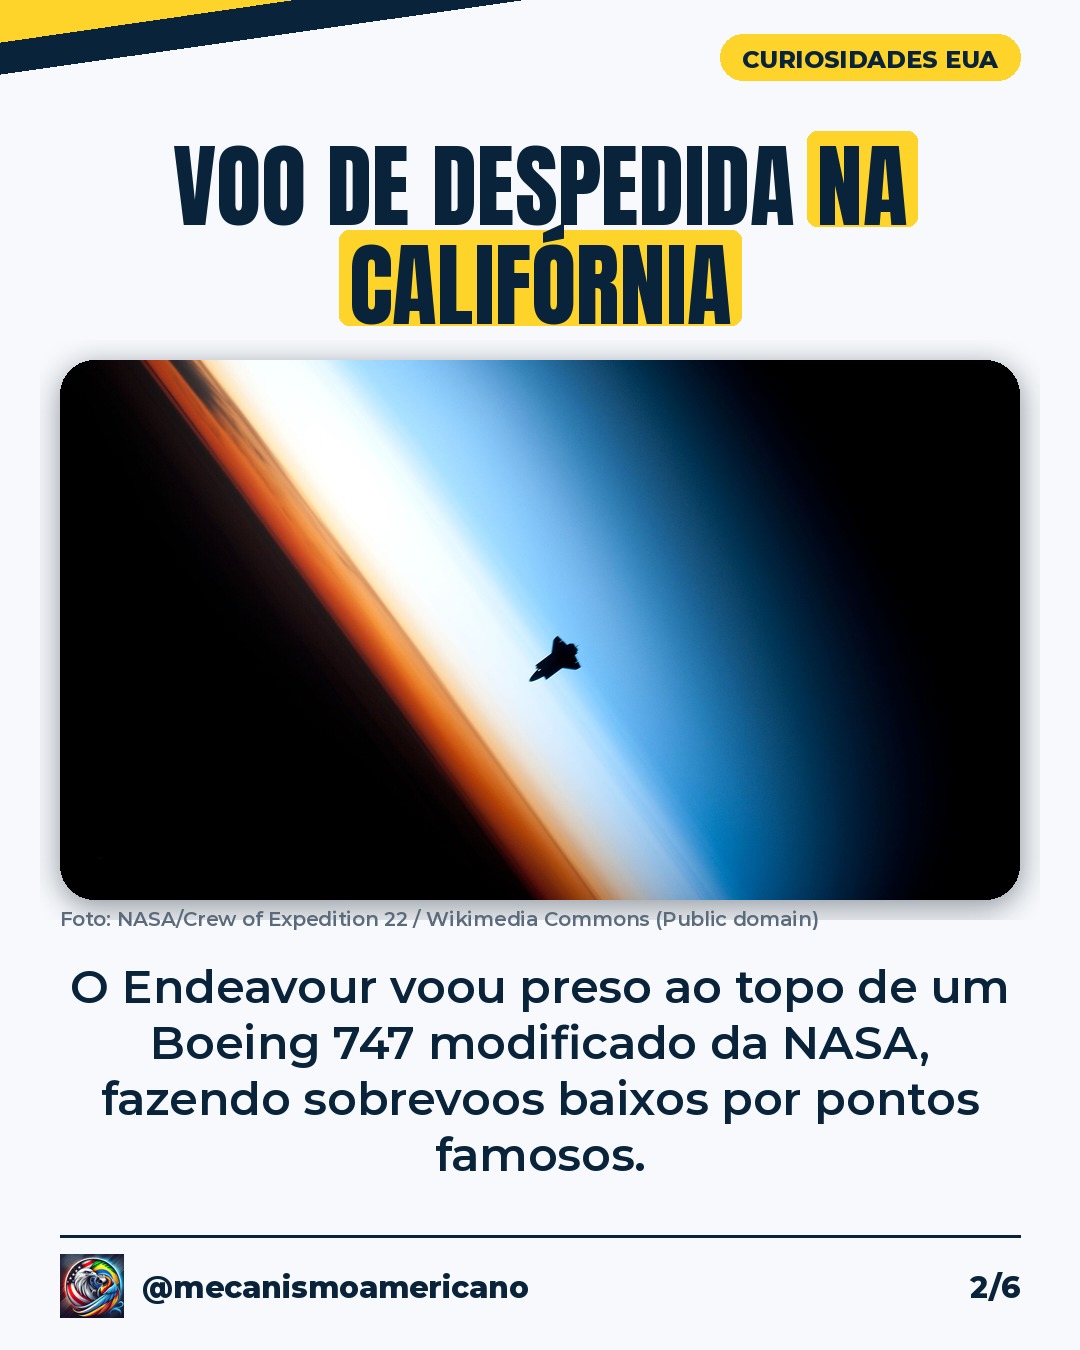 CURIOSIDADES EUA
VOO DE DESPEDIDA NA
CALIFÓRNIA
Foto: NASA/Crew of Expedition 22 / Wikimedia Commons (Public domain)
O Endeavour voou preso ao topo de um
Boeing 747 modificado da NASA,
fazendo sobrevoos baixos por pontos
famosos.
@mecanismoamericano
2/6